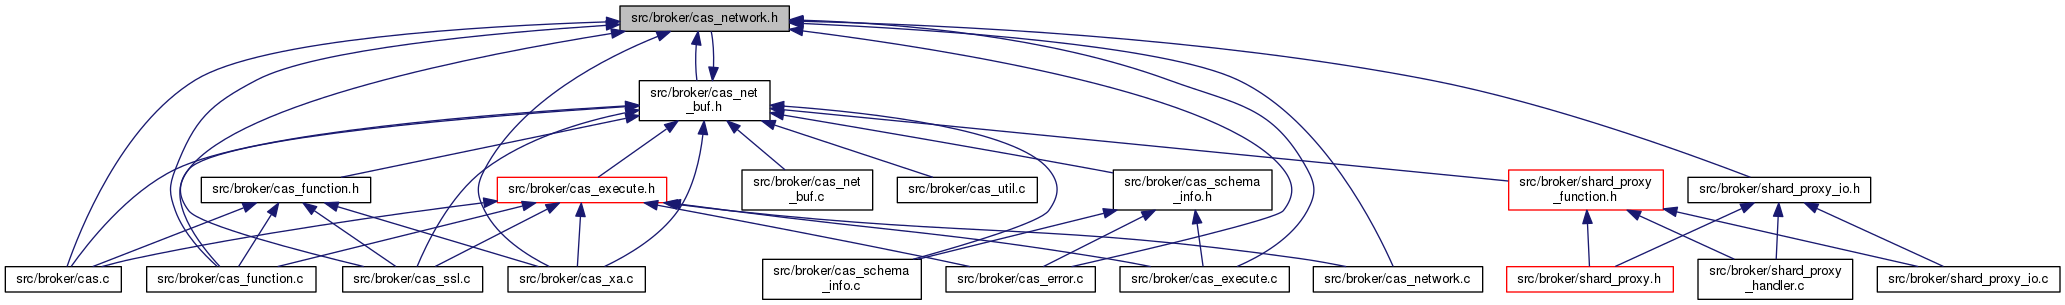 src/broker/cas_network.h
src/broker/cas_net
_buf.h
src/broker/cas_function.h
src/broker/cas_execute.h
src/broker/cas_net
_buf.c
src/broker/cas_util.c
src/broker/cas_schema
_info.h
src/broker/shard_proxy
_function.h
src/broker/shard_proxy_io.h
src/broker/cas.c
src/broker/cas_function.c
src/broker/cas_ssl.c
src/broker/cas_xa.c
src/broker/cas_schema
_info.c
src/broker/cas_error.c
src/broker/cas_execute.c
src/broker/cas_network.c
src/broker/shard_proxy.h
src/broker/shard_proxy
_handler.c
src/broker/shard_proxy_io.c